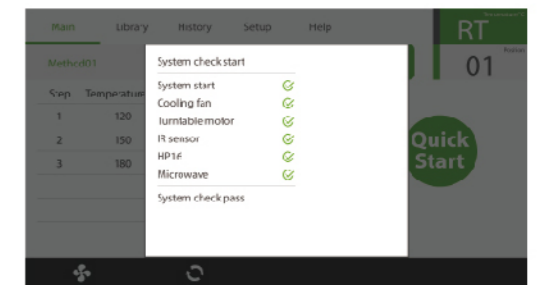 Main Library History Setup Help
RT
Method01
Position
01
System check start
System start
Cooling fan
Turntable motor
IR sensor
HP16
Microwave
System check pass
Step Temperature
1 120
2 150
3 180
Quick
Start